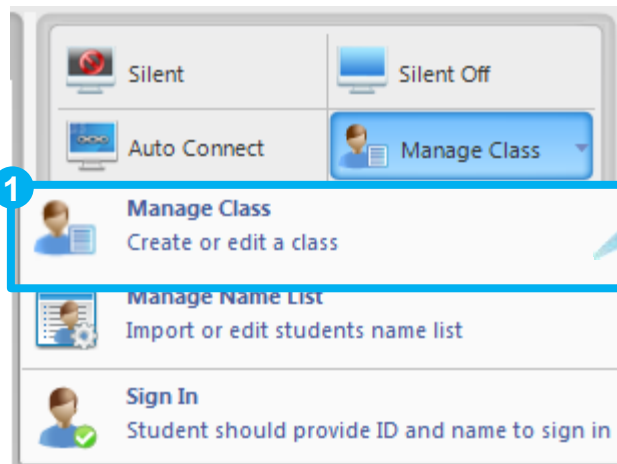 Silent
Silent Off
Auto Connect
Manage Class
1
Manage Class
Create or edit a class
Manage Name List
Import or edit students name list
Sign In
Student should provide ID and name to sign in